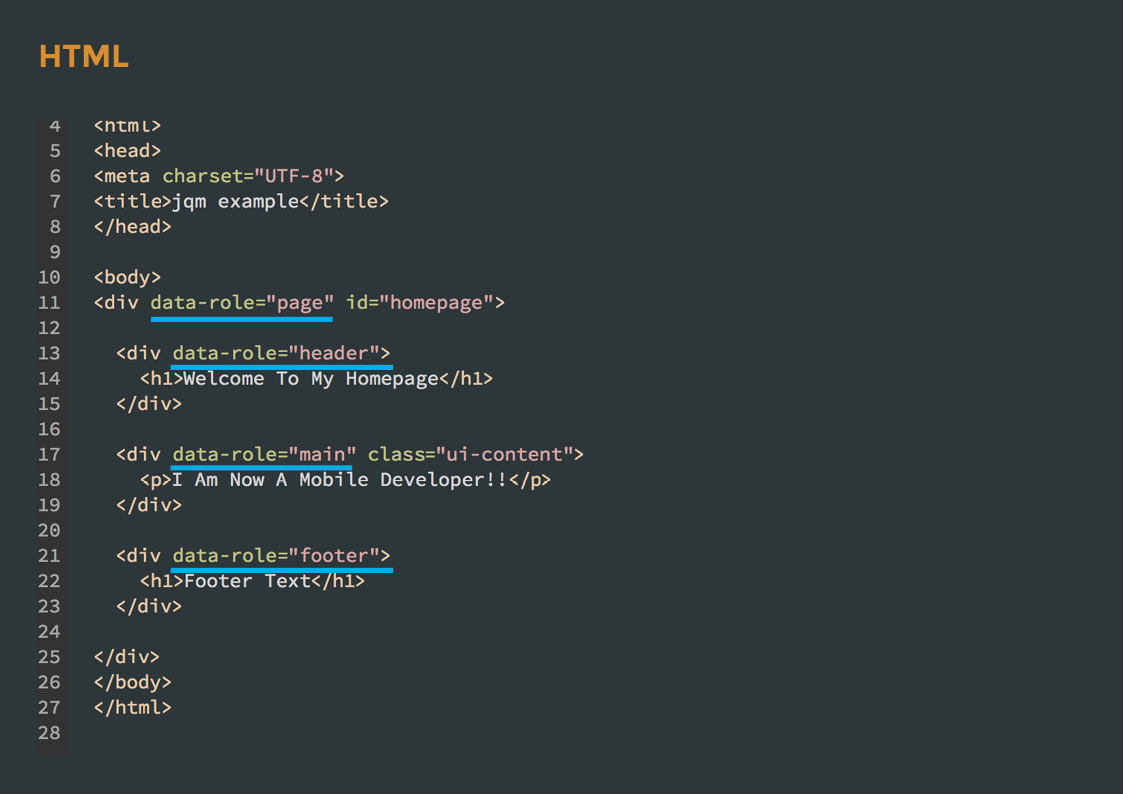 HTML
4 <html>
5 <head>
6 <meta charset="UTF-8">
7 <title>jqm example</title>
8 </head>
9
10 <body>
11 <div data-role="page" id="homepage">
12
13 <div data-role="header">
14 <h1>Welcome To My Homepage</h1>
15 </div>
16
17 <div data-role="main" class="ui-content">
18 <p>I Am Now A Mobile Developer!!</p>
19 </div>
20
21 <div data-role="footer">
22 <h1>Footer Text</h1>
23 </div>
24
25 </div>
26 </body>
27 </html>
28